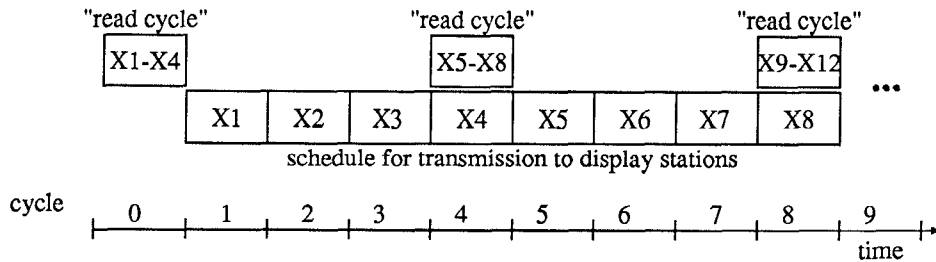 "read cycle" "read cycle" "read cycle"
X1-X4 X5-X8 X9-X12
X1 X2 X3 X4 X5 X6 X7 X8 •••
schedule for transmission to display stations
cycle 0 1 2 3 4 5 6 7 8 9
time